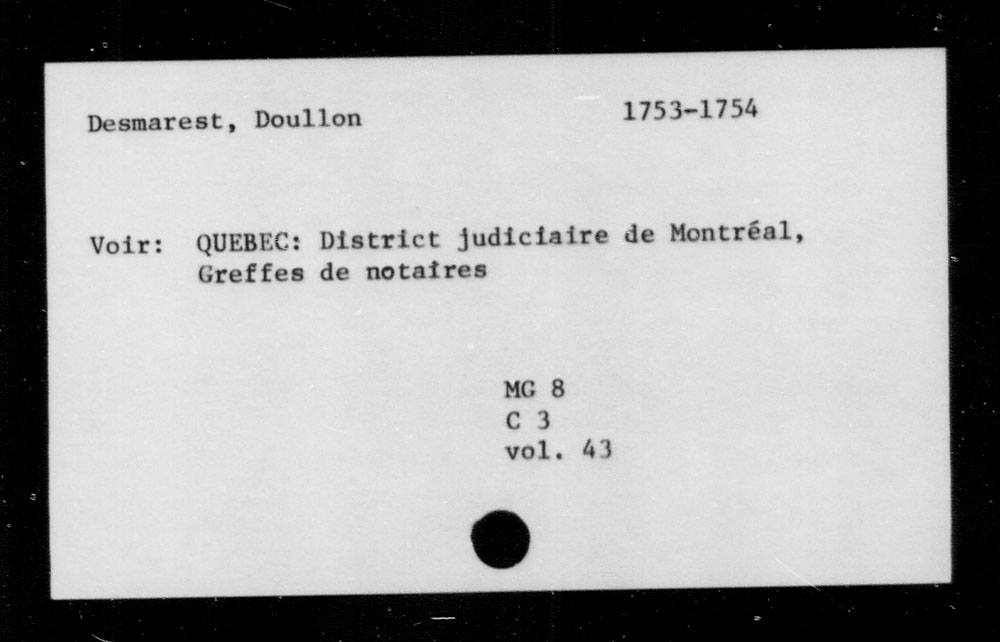 Desmarest, Doullon 1753-1754
Voir: QUEBEC: District judiciaire de Montréal,
Greffes de notaires
MG 8
C 3
vol. 43